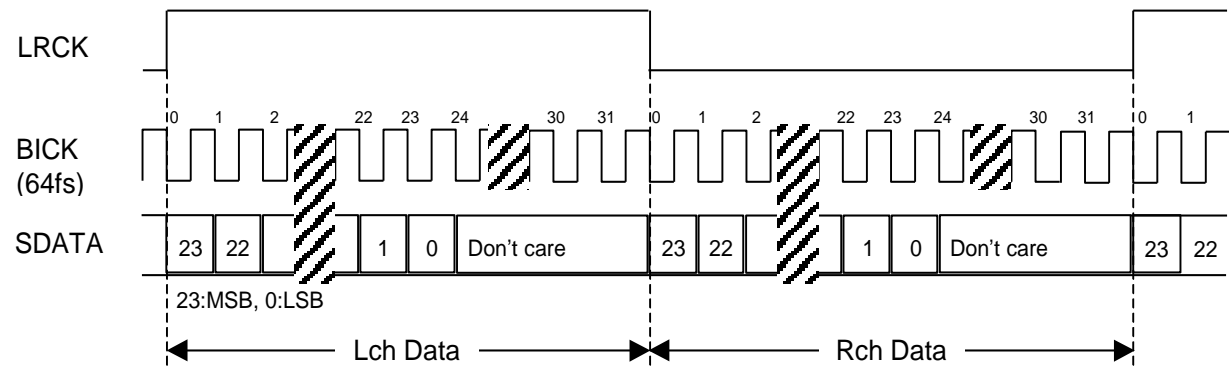 LRCK
0 1 2 22 23 24 30 31 0 1 2 22 23 24 30 31 0 1
BICK
(64fs)
SDATA
23 22 1 0 Don't care 23 22 1 0 Don't care 23 22
23:MSB, 0:LSB
Lch Data Rch Data